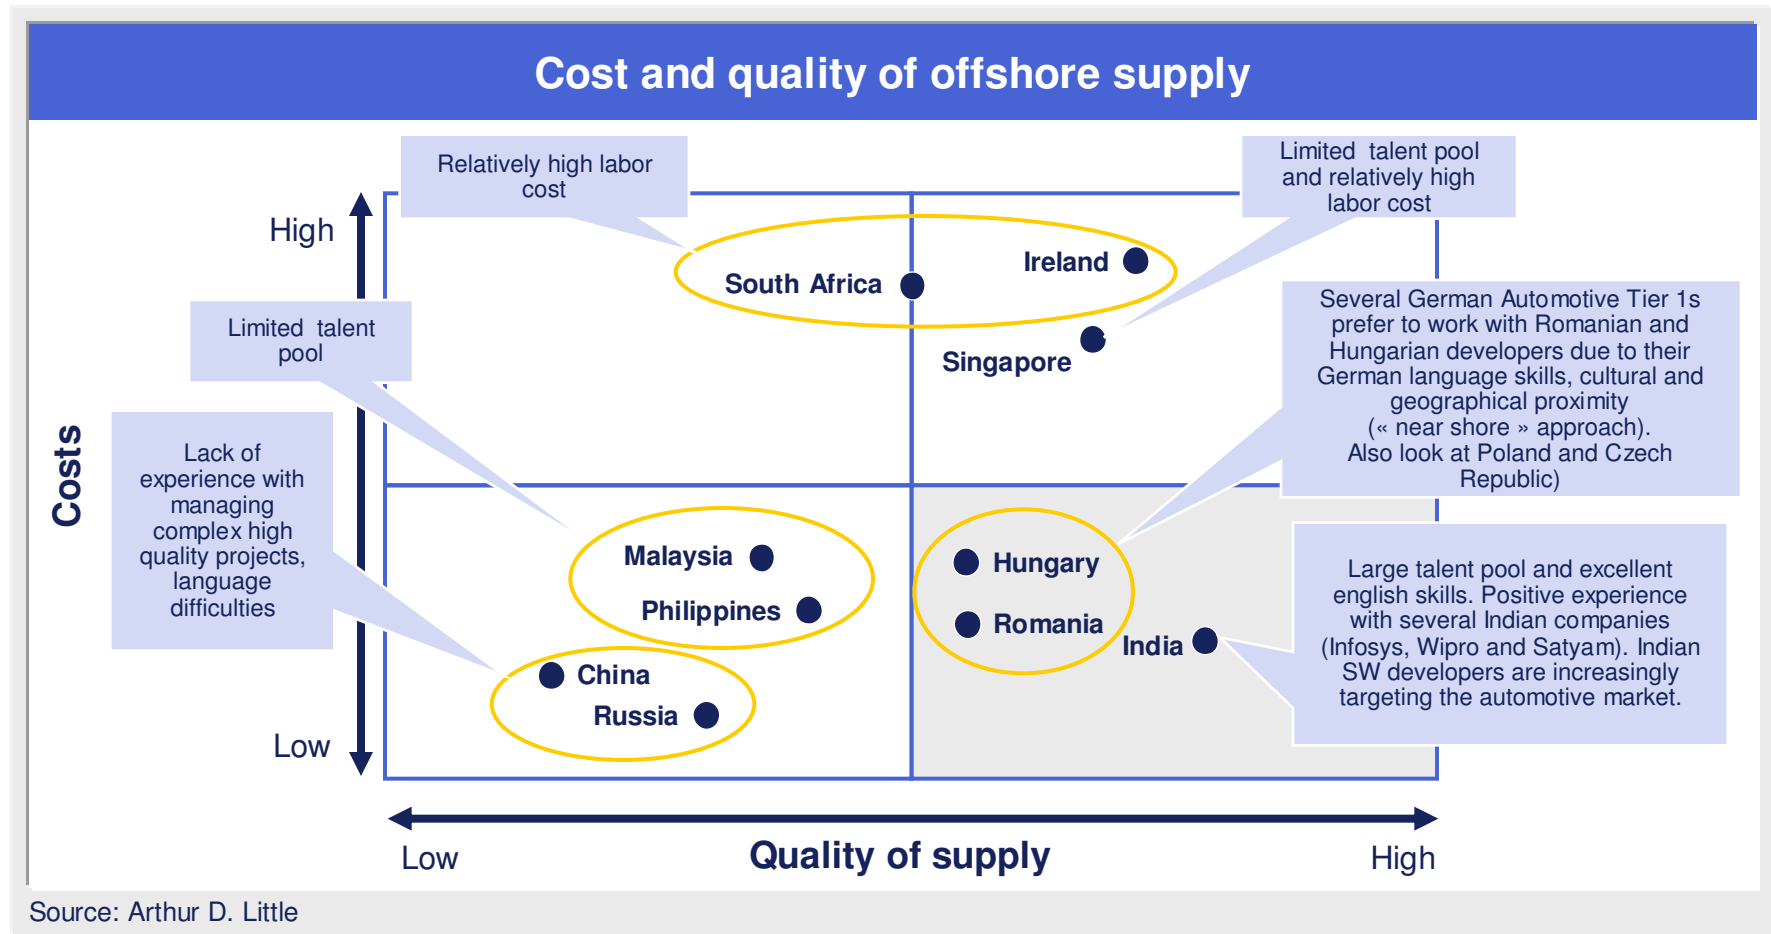 Cost and quality of offshore supply
Relatively high labor
cost
Limited talent pool
and relatively high
labor cost
High
Ireland
South Africa
Several German Automotive Tier 1s
prefer to work with Romanian and
Hungarian developers due to their
German language skills, cultural and
geographical proximity
(« near shore » approach).
Also look at Poland and Czech
Republic)
Limited talent
pool
Singapore
Costs
Lack of
experience with
managing
complex high
quality projects,
language
difficulties
Malaysia
Philippines
Hungary
Romania
India
Large talent pool and excellent
english skills. Positive experience
with several Indian companies
(Infosys, Wipro and Satyam). Indian
SW developers are increasingly
targeting the automotive market.
China
Russia
Low
Low
Quality of supply
High
Source: Arthur D. Little